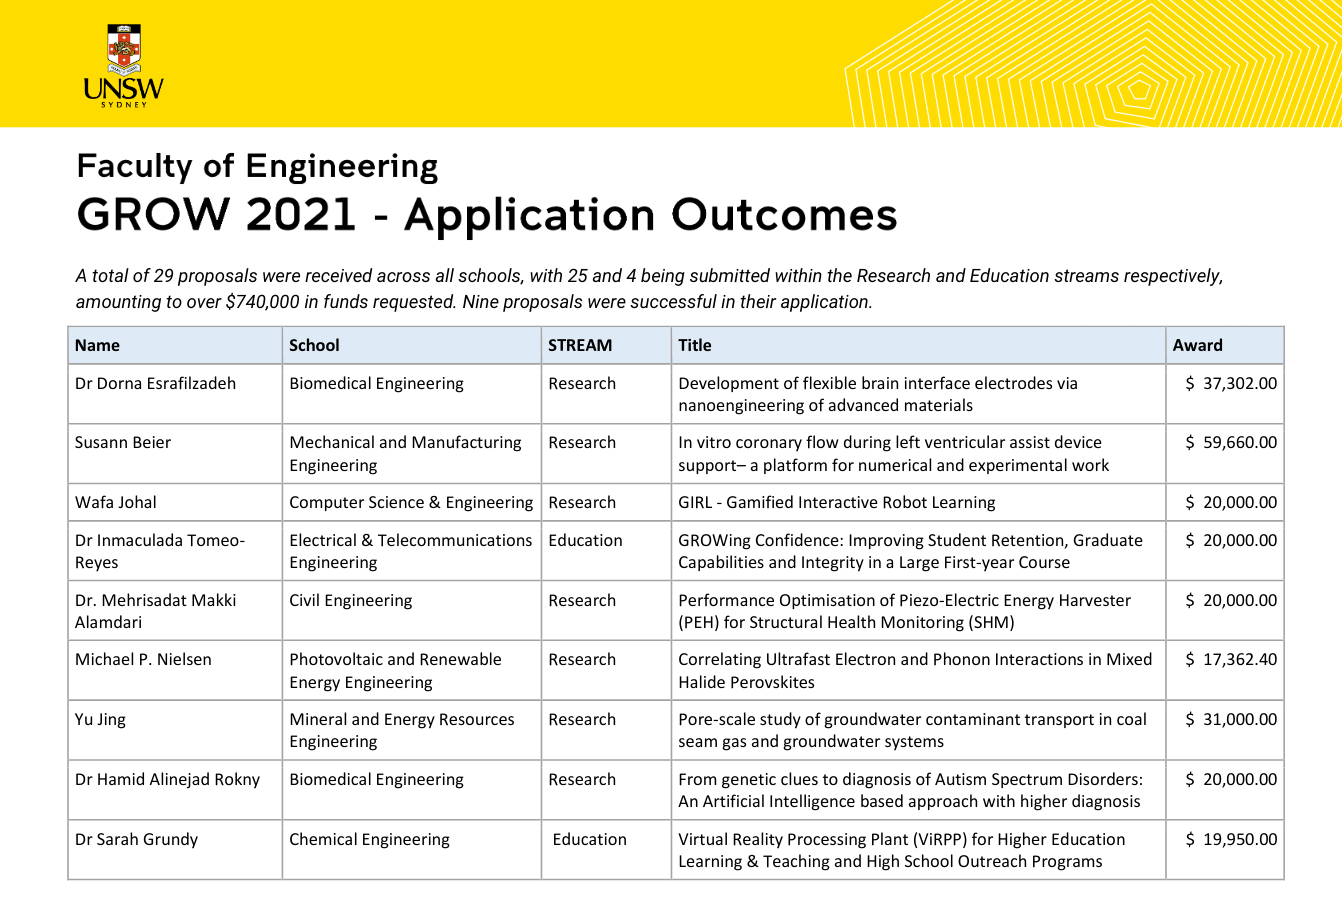 UNSW
SYDNEY
Faculty of Engineering
GROW 2021 - Application Outcomes
A total of 29 proposals were received across all schools, with 25 and 4 being submitted within the Research and Education streams respectively,
amounting to over $740,000 in funds requested. Nine proposals were successful in their application.
Name School STREAM Title Award
Dr Dorna Esrafilzadeh Biomedical Engineering Research Development of flexible brain interface electrodes via $ 37,302.00
nanoengineering of advanced materials
Susann Beier Mechanical and Manufacturing Research In vitro coronary flow during left ventricular assist device $ 59,660.00
Engineering support– a platform for numerical and experimental work
Wafa Johal Computer Science & Engineering Research GIRL - Gamified Interactive Robot Learning $ 20,000.00
Dr Inmaculada Tomeo- Electrical & Telecommunications Education GROWing Confidence: Improving Student Retention, Graduate $ 20,000.00
Reyes Engineering Capabilities and Integrity in a Large First-year Course
Dr. Mehrisadat Makki Civil Engineering Research Performance Optimisation of Piezo-Electric Energy Harvester $ 20,000.00
Alamdari (PEH) for Structural Health Monitoring (SHM)
Michael P. Nielsen Photovoltaic and Renewable Research Correlating Ultrafast Electron and Phonon Interactions in Mixed $ 17,362.40
Energy Engineering Halide Perovskites
Yu Jing Mineral and Energy Resources Research Pore-scale study of groundwater contaminant transport in coal $ 31,000.00
Engineering seam gas and groundwater systems
Dr Hamid Alinejad Rokny Biomedical Engineering Research From genetic clues to diagnosis of Autism Spectrum Disorders: $ 20,000.00
An Artificial Intelligence based approach with higher diagnosis
Dr Sarah Grundy Chemical Engineering Education Virtual Reality Processing Plant (ViRPP) for Higher Education $ 19,950.00
Learning & Teaching and High School Outreach Programs